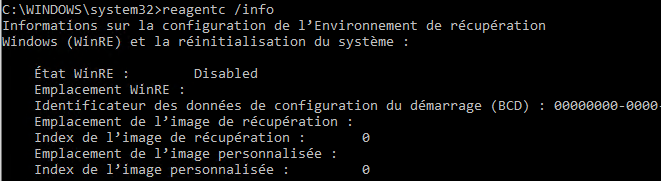 C:\WINDOWS\system32>reagentc /info
Informations sur la configuration de l’Environnement de récupération
Windows (WinRE) et la réinitialisation du système :
État WinRE : Disabled
Emplacement WinRE :
Identificateur des données de configuration du démarrage (BCD) : 00000000-0000-
Emplacement de l’image de récupération :
Index de l’image de récupération : 0
Emplacement de l’image personnalisée :
Index de l’image personnalisée : 0